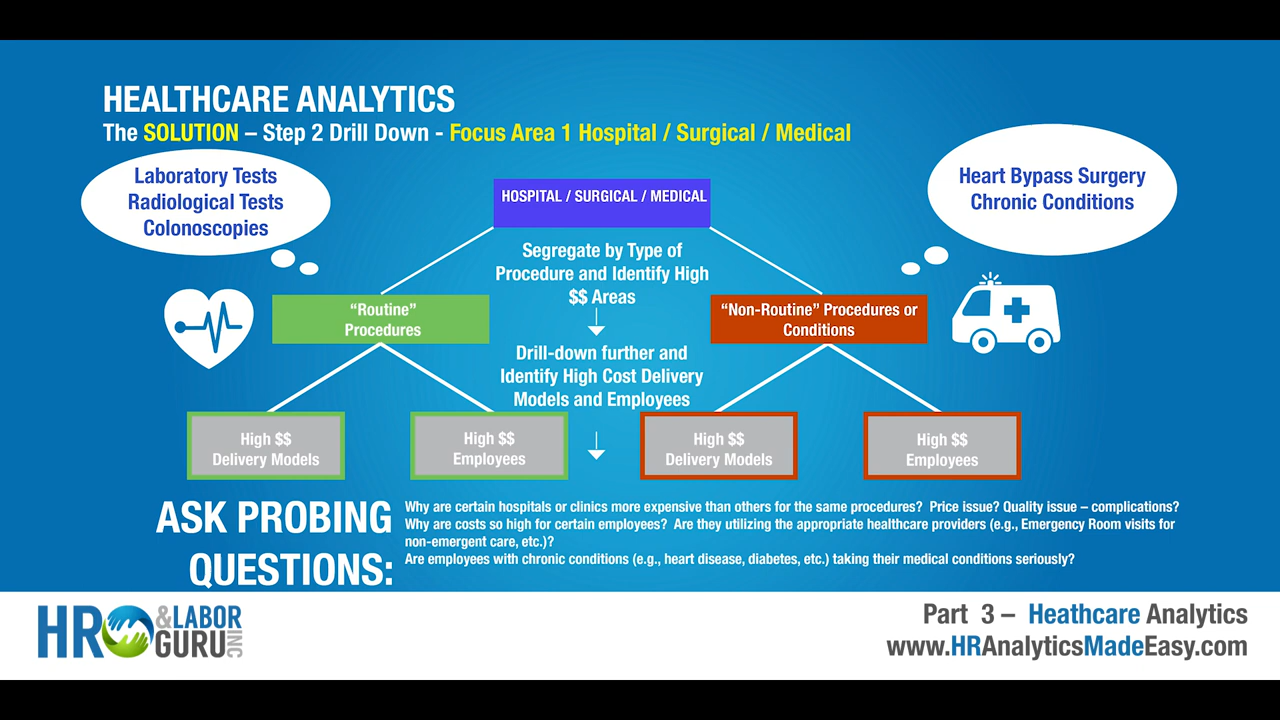 HEALTHCARE ANALYTICS
The SOLUTION – Step 2 Drill Down - Focus Area 1 Hospital / Surgical / Medical
Laboratory Tests
Radiological Tests
Colonoscopies
Heart Bypass Surgery
Chronic Conditions
HOSPITAL / SURGICAL / MEDICAL
Segregate by Type of
Procedure and Identify High
$$ Areas
“Routine”
Procedures
“Non-Routine” Procedures or
Conditions
Drill-down further and
Identify High Cost Delivery
Models and Employees
High $$
Delivery Models
High $$
Employees
High $$
Delivery Models
High $$
Employees
ASK PROBING
QUESTIONS:
Why are certain hospitals or clinics more expensive than others for the same procedures? Price issue? Quality issue – complications?
Why are costs so high for certain employees? Are they utilizing the appropriate healthcare providers (e.g., Emergency Room visits for
non-emergent care, etc.)?
Are employees with chronic conditions (e.g., heart disease, diabetes, etc.) taking their medical conditions seriously?
HR &LABOR
GURU INC
Part 3 – Heathcare Analytics
www.HRAnalyticsMadeEasy.com